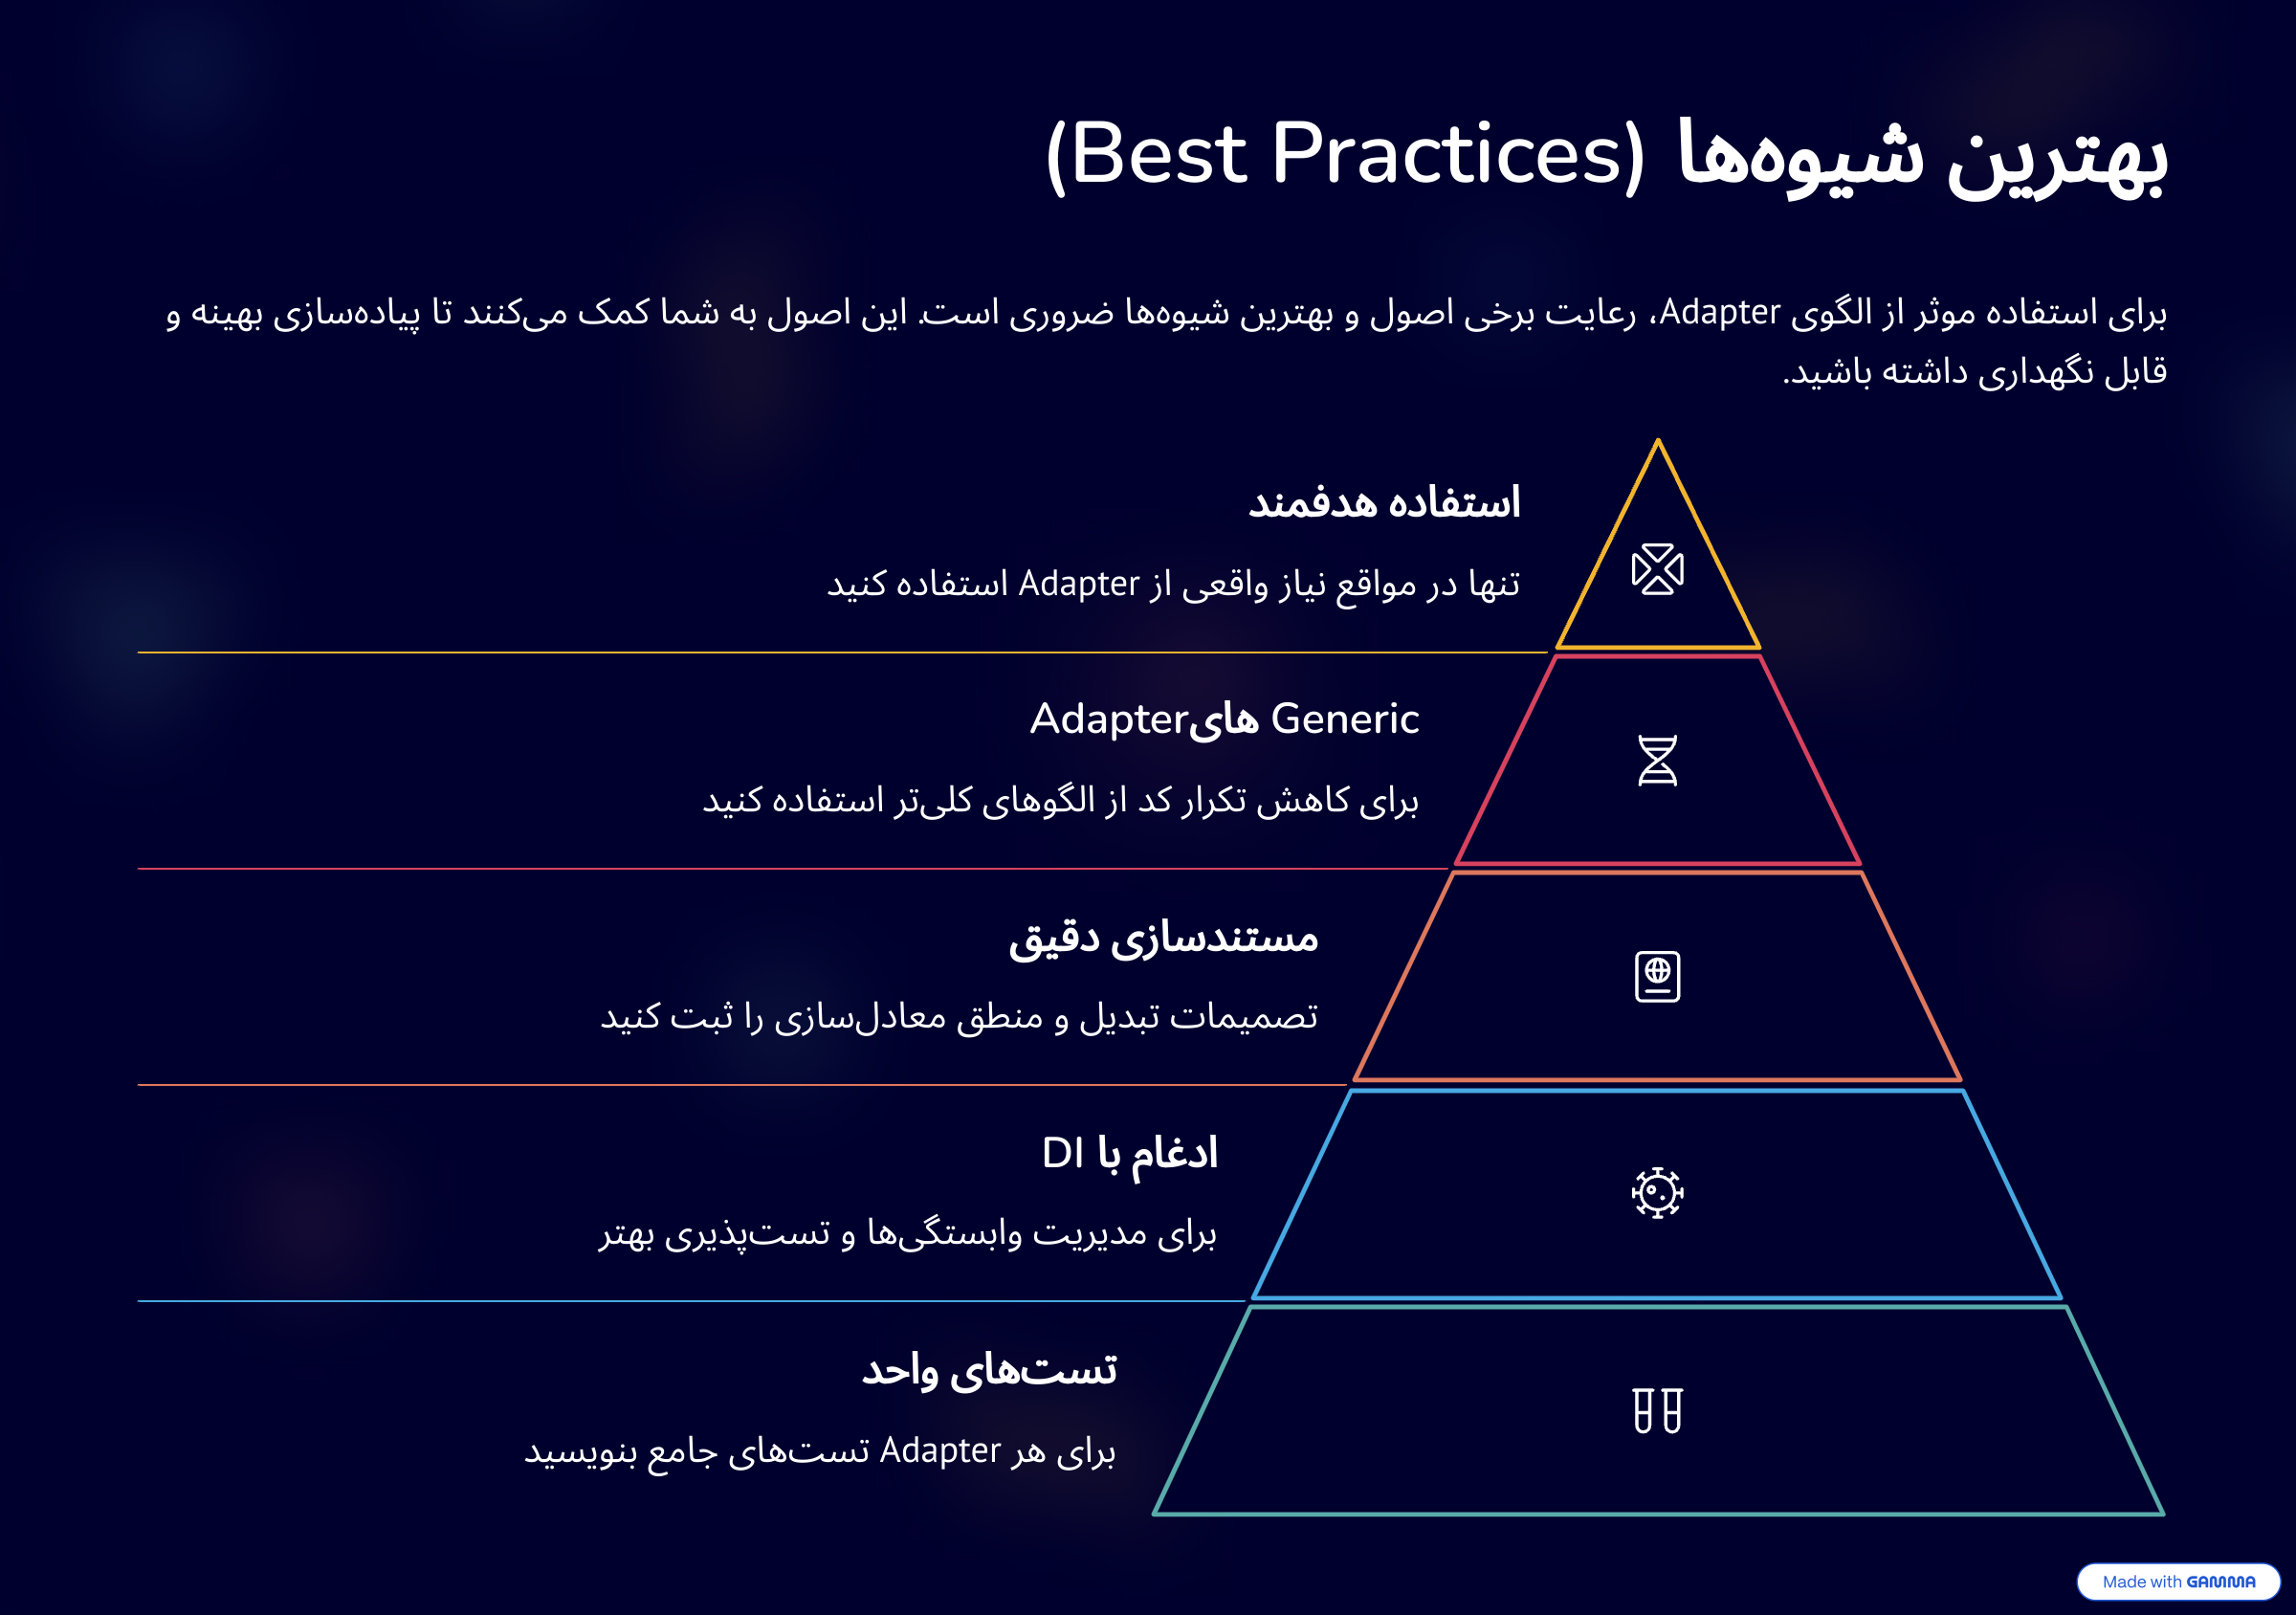 بهترین شیوه‌ها (Best Practices)
برای استفاده موثر از الگوی Adapter، رعایت برخی اصول و بهترین شیوه‌ها ضروری است. این اصول به شما کمک می‌کنند تا پیاده‌سازی بهینه و
قابل نگهداری داشته باشید.
استفاده هدفمند
تنها در مواقع نیاز واقعی از Adapter استفاده کنید
Adapterهای Generic
برای کاهش تکرار کد از الگوهای کلی‌تر استفاده کنید
مستندسازی دقیق
تصمیمات تبدیل و منطق معادل‌سازی را ثبت کنید
ادغام با DI
برای مدیریت وابستگی‌ها و تست‌پذیری بهتر
تست‌های واحد
برای هر Adapter تست‌های جامع بنویسید
Made with GAMMA